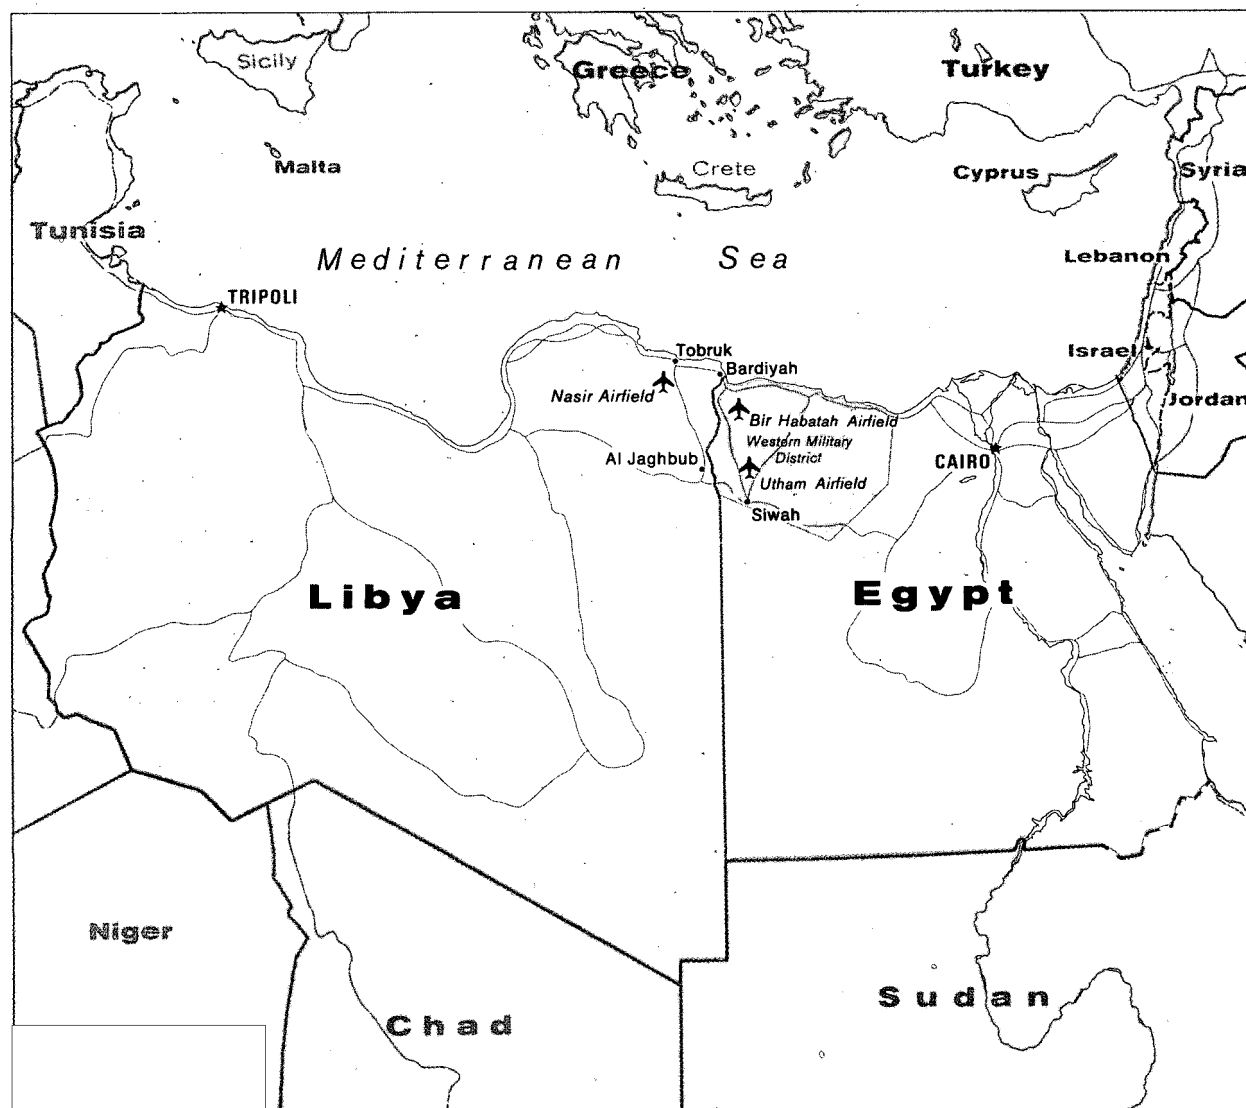 Sicily
Greece
Turkey
Malta
Crete
Cyprus
Syria
Tunisia
Mediterranean Sea
Lebanon
TRIPOLI
Tobruk
Israel
Bardiyah
Nasir Airfield
Jordan
Bir Habatah Airfield
Western Military
District
Al Jaghbub
CAIRO
Utham Airfield
Siwah
Libya
Egypt
Niger
Sudan
Chad